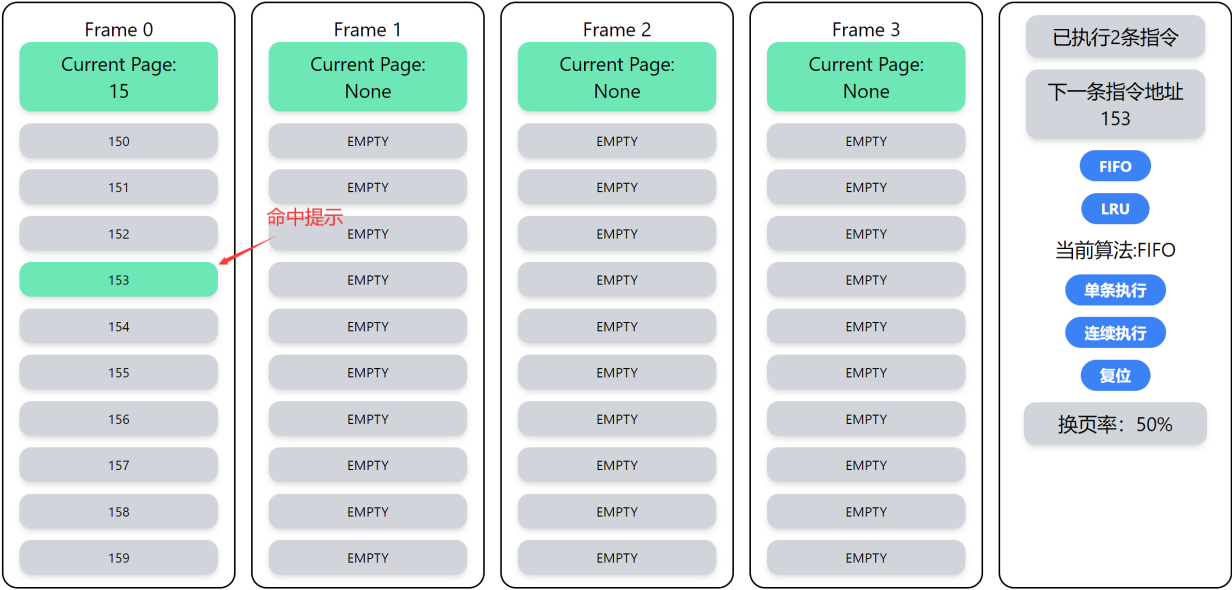 Frame 0
Current Page:
15
150
151
152
153
154
155
156
157
158
159
Frame 1
Current Page:
None
EMPTY
EMPTY
命中提示
EMPTY
EMPTY
EMPTY
EMPTY
EMPTY
EMPTY
EMPTY
EMPTY
Frame 2
Current Page:
None
EMPTY
EMPTY
EMPTY
EMPTY
EMPTY
EMPTY
EMPTY
EMPTY
EMPTY
EMPTY
Frame 3
Current Page:
None
EMPTY
EMPTY
EMPTY
EMPTY
EMPTY
EMPTY
EMPTY
EMPTY
EMPTY
EMPTY
已执行2条指令
下一条指令地址
153
FIFO
LRU
当前算法:FIFO
单条执行
连续执行
复位
换页率：50%